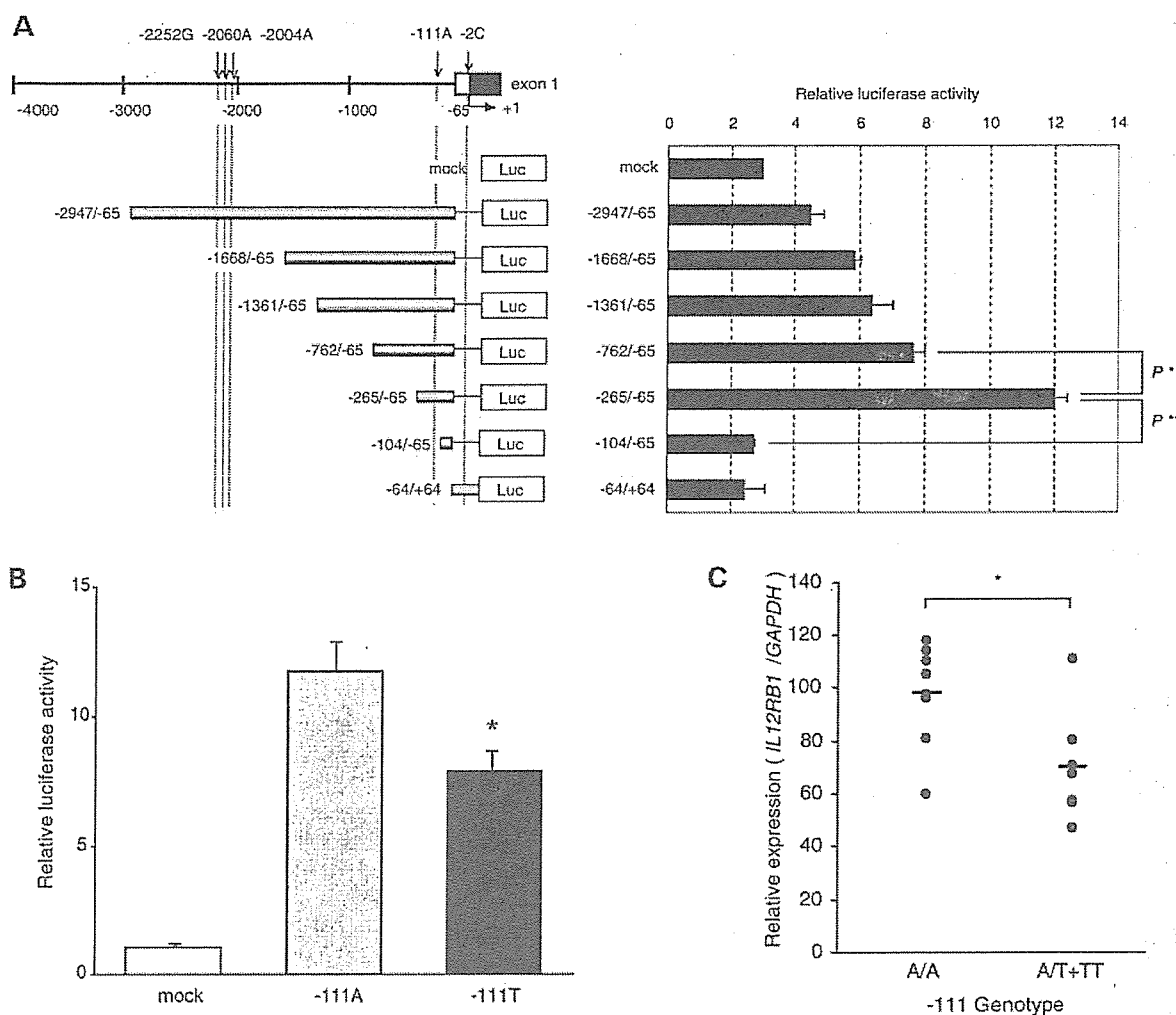 A
-2252G -2060A -2004A -111A -2C
exon 1
-4000 -3000 -2000 -1000 -65 +1
mock Luc
-2947/-65 Luc
-1668/-65 Luc
-1361/-65 Luc
-762/-65 Luc
-265/-65 Luc
-104/-65 Luc
-64/+64 Luc
Relative luciferase activity
0 2 4 6 8 10 12 14
mock
-2947/-65
-1668/-65
-1361/-65
-762/-65
-265/-65
-104/-65
-64/+64
P *
P **
B
Relative luciferase activity
15
10
5
0
*
mock -111A -111T
C
Relative expression ( IL12RB1 /GAPDH )
140
120
100
80
60
40
20
0
*
A/A A/T+TT
-111 Genotype